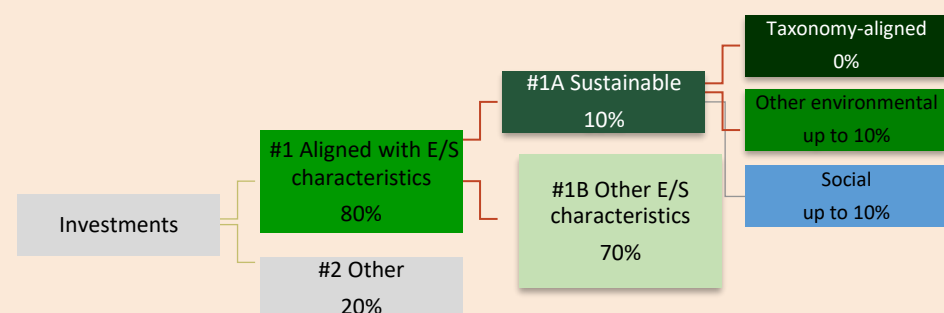 Investments
#1 Aligned with E/S
characteristics
80%
#2 Other
20%
#1A Sustainable
10%
#1B Other E/S
characteristics
70%
Taxonomy-aligned
0%
Other environmental
up to 10%
Social
up to 10%